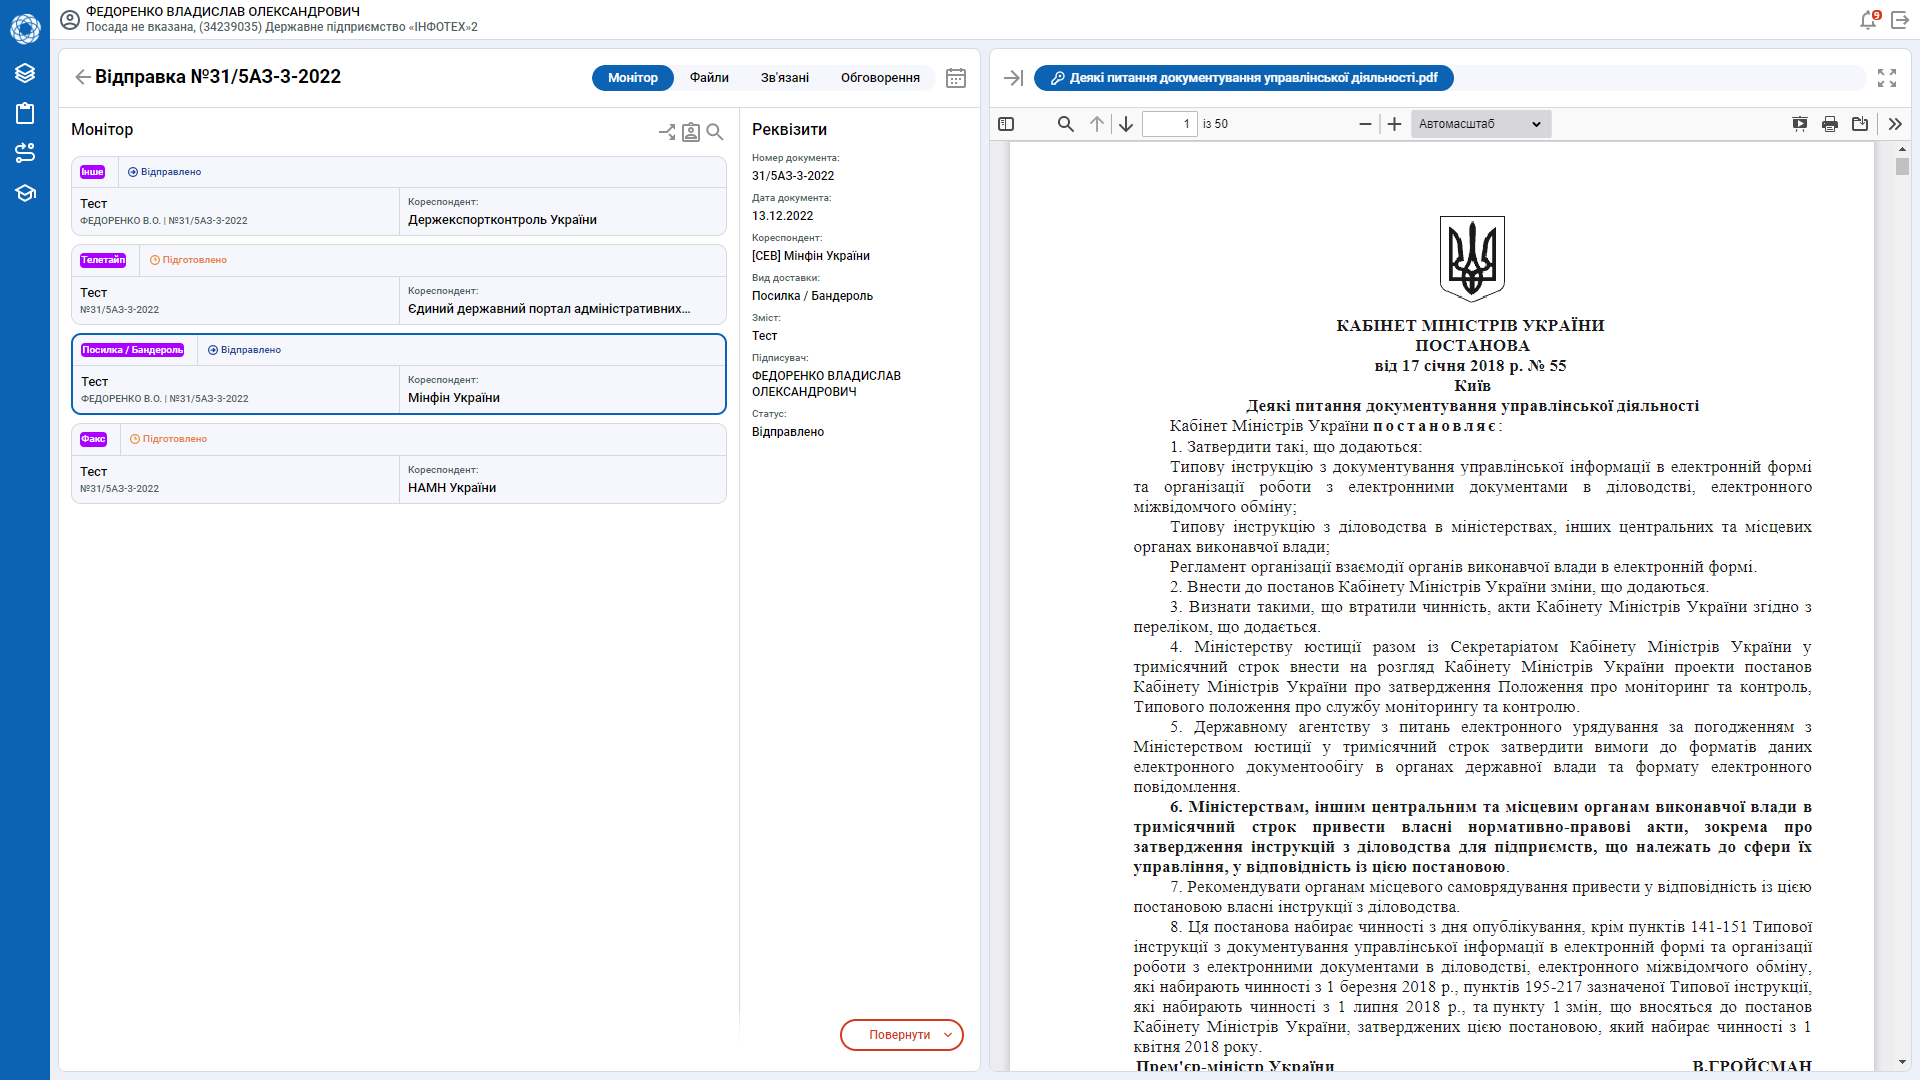 ФЕДОРЕНКО ВЛАДИСЛАВ ОЛЕКСАНДРОВИЧ
Посада не вказана, (34239035) Державне підприємство «ІНФОТЕХ»2
9
Відправка №31/5АЗ-3-2022
Монітор
Файли
Зв'язані
Обговорення
Монітор
Інше
Відправлено
Тест
ФЕДОРЕНКО В.О. | №31/5АЗ-3-2022
Кореспондент:
Держекспортконтроль України
Телетайп
Підготовлено
Тест
№31/5АЗ-3-2022
Кореспондент:
Єдиний державний портал адміністративних...
Посилка / Бандероль
Відправлено
Тест
ФЕДОРЕНКО В.О. | №31/5АЗ-3-2022
Кореспондент:
Мінфін України
Факс
Підготовлено
Тест
№31/5АЗ-3-2022
Кореспондент:
НАМН України
Реквізити
Номер документа:
31/5АЗ-3-2022
Дата документа:
13.12.2022
Кореспондент:
[СЕВ] Мінфін України
Вид доставки:
Посилка / Бандероль
Зміст:
Тест
Підписувач:
ФЕДОРЕНКО ВЛАДИСЛАВ
ОЛЕКСАНДРОВИЧ
Статус:
Відправлено
Повернути
Деякі питання документування управлінської діяльності.pdf
1 із 50
Автомасштаб
КАБІНЕТ МІНІСТРІВ УКРАЇНИ
ПОСТАНОВА
від 17 січня 2018 р. № 55
Київ
Деякі питання документування управлінської діяльності
Кабінет Міністрів України постановляє:
1. Затвердити такі, що додаються:
Типову інструкцію з документування управлінської інформації в електронній формі
та організації роботи з електронними документами в діловодстві, електронного
міжвідомчого обміну;
Типову інструкцію з діловодства в міністерствах, інших центральних та місцевих
органах виконавчої влади;
Регламент організації взаємодії органів виконавчої влади в електронній формі.
2. Внести до постанов Кабінету Міністрів України зміни, що додаються.
3. Визнати такими, що втратили чинність, акти Кабінету Міністрів України згідно з
переліком, що додається.
4. Міністерству юстиції разом із Секретаріатом Кабінету Міністрів України у
тримісячний строк внести на розгляд Кабінету Міністрів України проекти постанов
Кабінету Міністрів України про затвердження Положення про моніторинг та контроль,
Типового положення про службу моніторингу та контролю.
5. Державному агентству з питань електронного урядування за погодженням з
Міністерством юстиції у тримісячний строк затвердити вимоги до форматів даних
електронного документообігу в органах державної влади та формату електронного
повідомлення.
6. Міністерствам, іншим центральним та місцевим органам виконавчої влади в
тримісячний строк привести власні нормативно-правові акти, зокрема про
затвердження інструкцій з діловодства для підприємств, що належать до сфери їх
управління, у відповідність із цією постановою.
7. Рекомендувати органам місцевого самоврядування привести у відповідність із цією
постановою власні інструкції з діловодства.
8. Ця постанова набирає чинності з дня опублікування, крім пунктів 141-151 Типової
інструкції з документування управлінської інформації в електронній формі та організації
роботи з електронними документами в діловодстві, електронного міжвідомчого обміну,
які набирають чинності з 1 березня 2018 р., пунктів 195-217 зазначеної Типової інструкції,
які набирають чинності з 1 липня 2018 р., та пункту 1 змін, що вносяться до постанов
Кабінету Міністрів України, затверджених цією постановою, який набирає чинності з 1
квітня 2018 року.
Прем'єр-міністр України В.ГРОЙСМАН